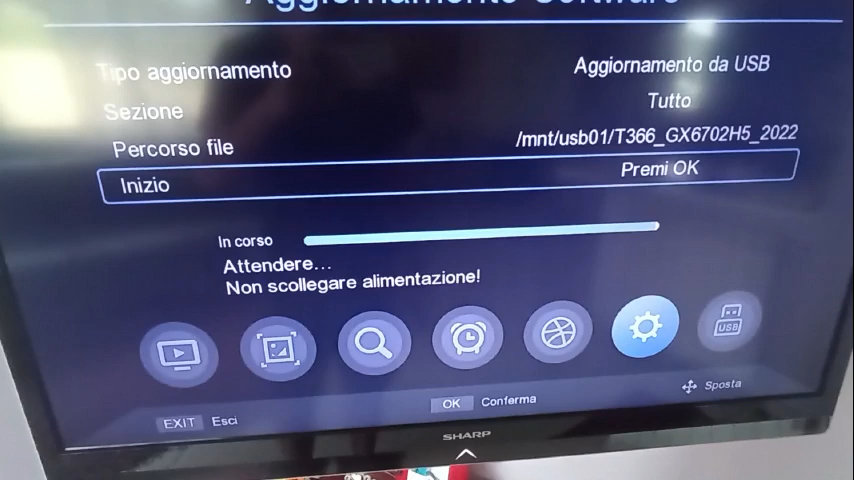 Aggiornamento Software
Tipo aggiornamento Aggiornamento da USB
Sezione Tutto
Percorso file /mnt/usb01/T366_GX6702H5_2022
Inizio Premi OK
In corso
Attendere...
Non scollegare alimentazione!
USB
EXIT Esci OK Conferma Sposta
SHARP